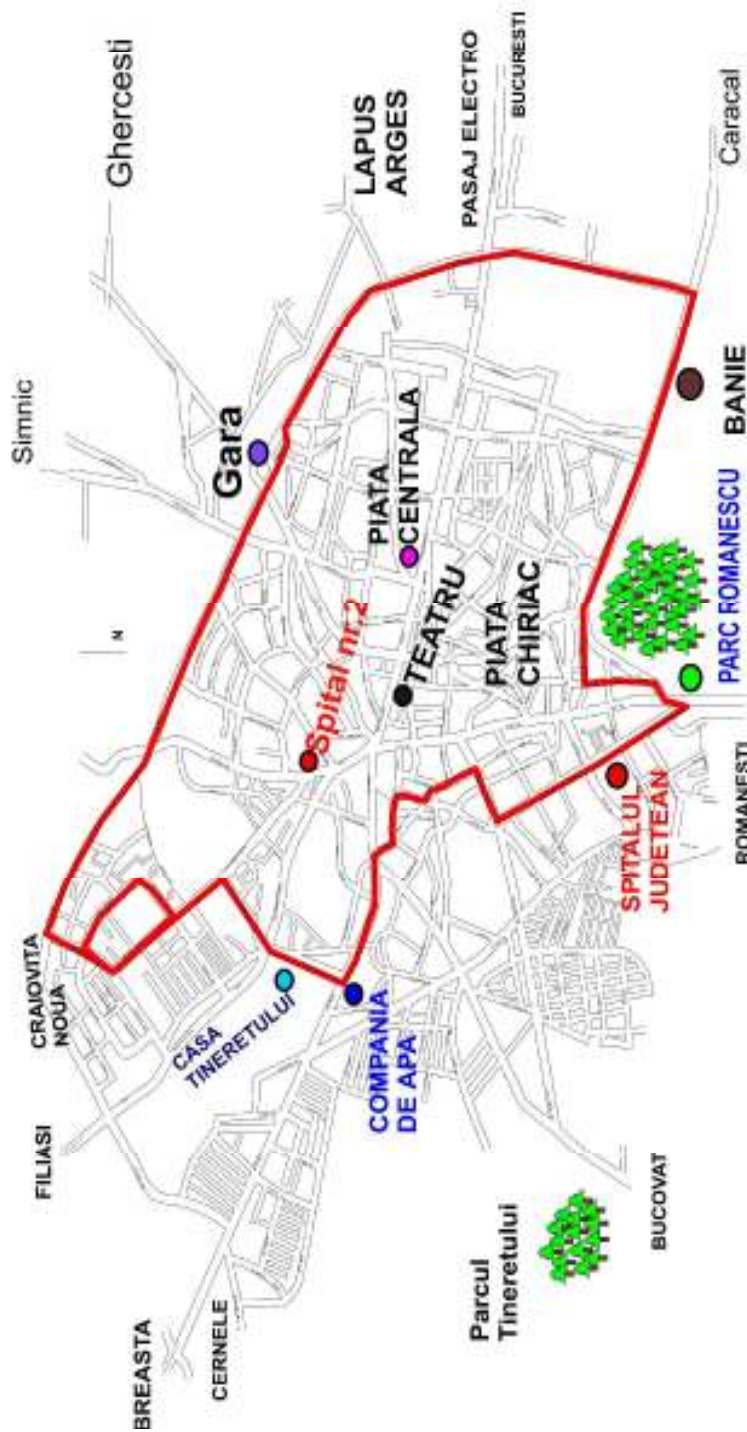 BREASTA
CERNELE
FILIASI
CRAIOVITA
NOUA
CASA
TINERETULUI
COMPANIA
DE APA
Parcul
Tineretului
BUCOVAT
N
Simnic
Ghercesti
Gara
LAPUS
ARGES
Spital nr.2
PIATA
CENTRALA
TEATRU
PIATA
CHIRIAC
PASAJ ELECTRO
BUCURESTI
SPITALUL
JUDETEAN
ROMANESTI
PARC ROMANESCU
BANIE
Caracal